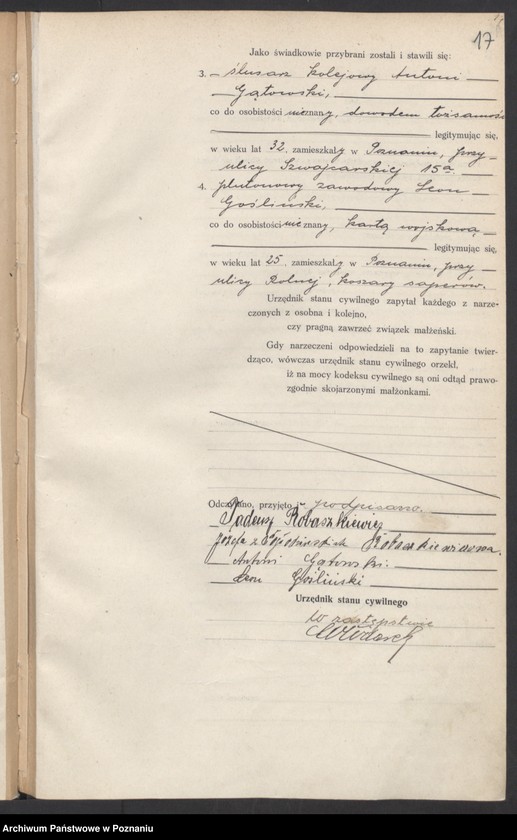 17
Jako świadkowie przybrani zostali i stawili się:
3. ślusarz kolejowy Antoni
Gątowski,
co do osobistości nieznany, dowodem tożsamości
legitymując się,
w wieku lat 32, zamieszkały w Poznaniu, przy
ulicy Szwajcarskiej 15a.
4. plutonowy zawodowy Leon
Gośliński,
co do osobistości nieznany, kartą wojskową
legitymując się,
w wieku lat 25, zamieszkały w Poznaniu, przy
ulicy Rolnej, koszary saperów.
Urzędnik stanu cywilnego zapytał każdego z narze-
czonych z osobna i kolejno,
czy pragną zawrzeć związek małżeński.
Gdy narzeczeni odpowiedzieli na to zapytanie twier-
dząco, wówczas urzędnik stanu cywilnego orzekł,
iż na mocy kodeksu cywilnego są oni odtąd prawo-
zgodnie skojarzonymi małżonkami.
Odczytano, przyjęto i podpisano.
Tadeusz Robaszkiewicz
Józefa z Robaszkiewiczowa.
Antoni Gątowski.
Leon Gośliński
Urzędnik stanu cywilnego
W zastępstwie
Archiwum Państwowe w Poznaniu